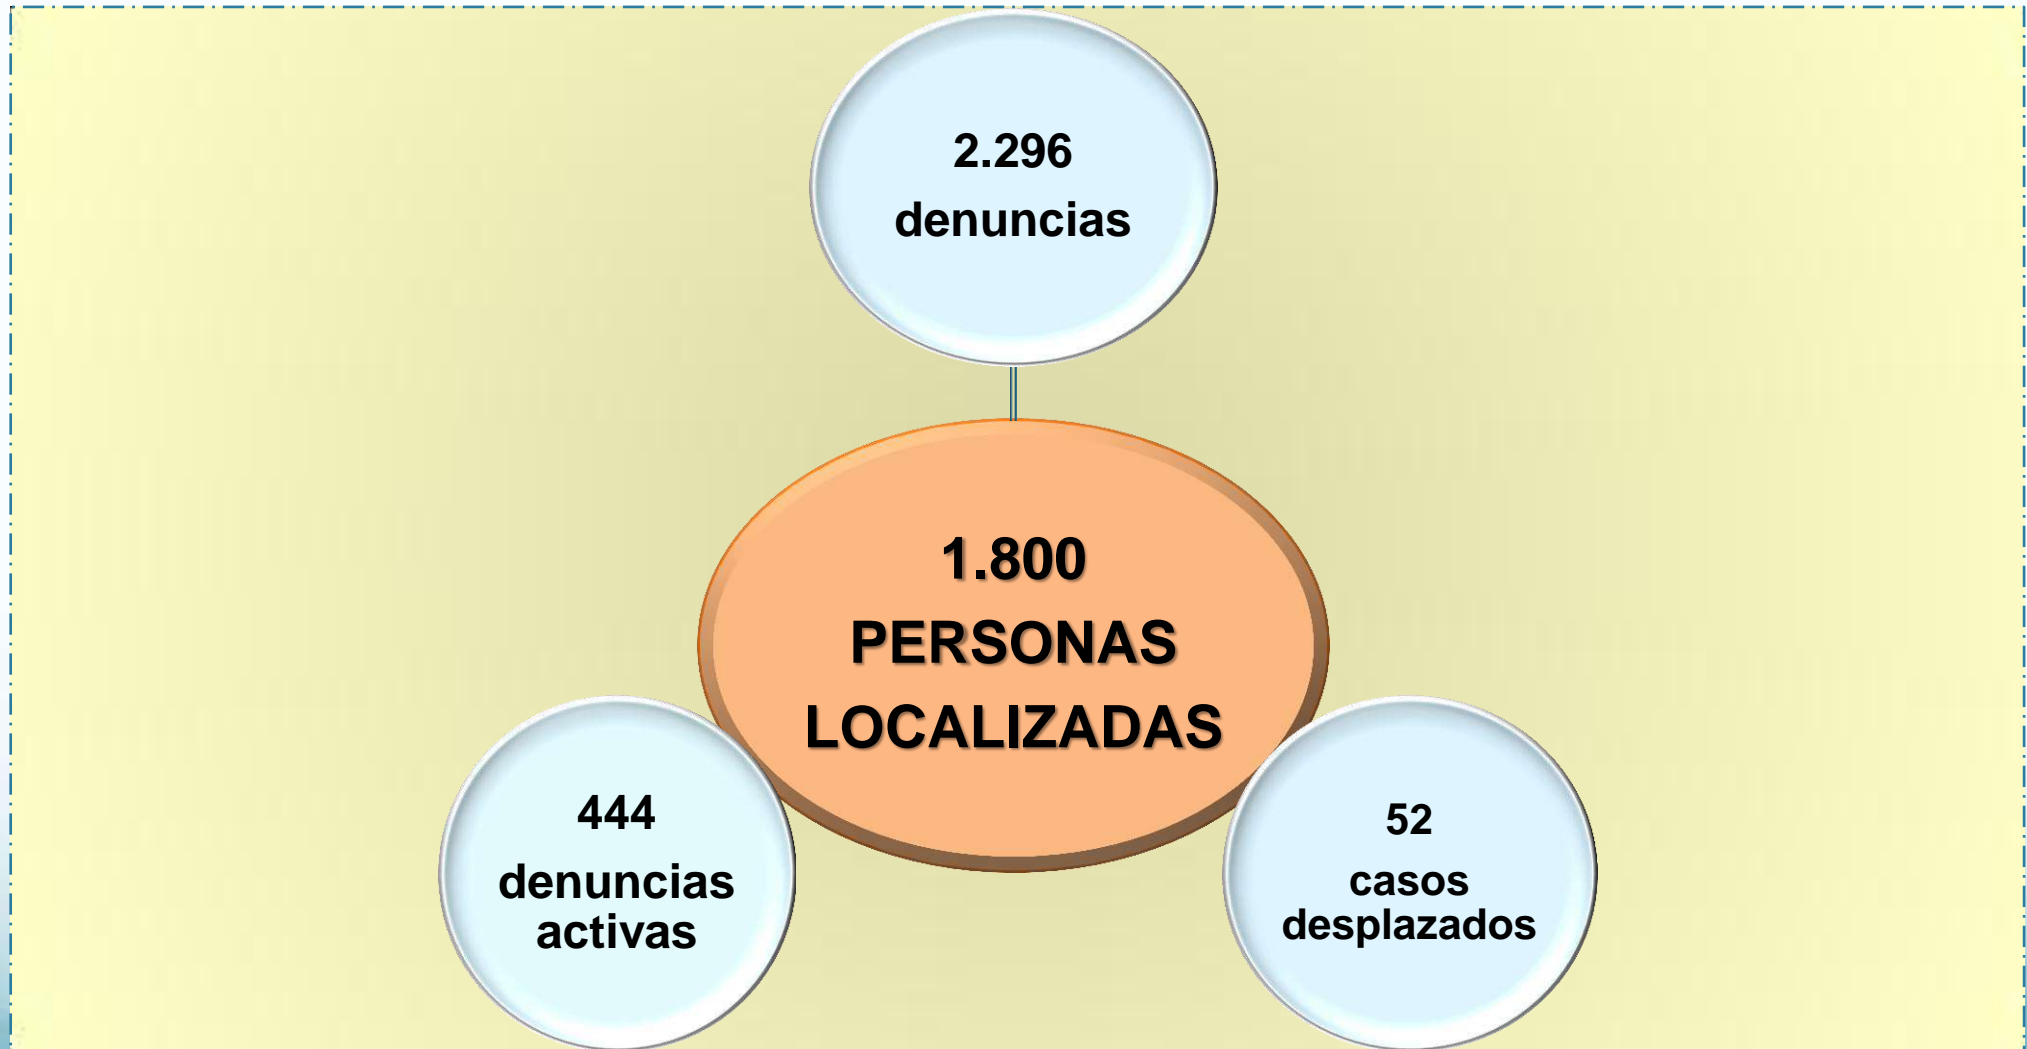 2.296
denuncias
1.800
PERSONAS
LOCALIZADAS
444
denuncias
activas
52
casos
desplazados